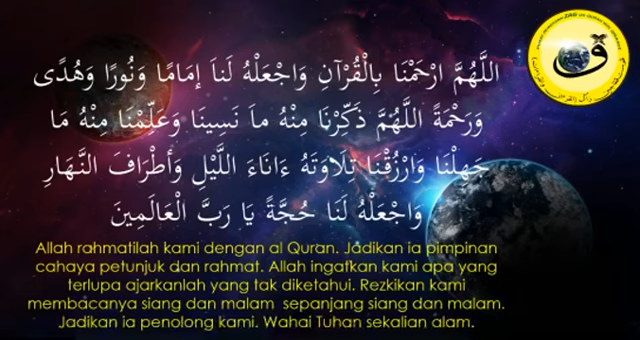 ق
اللَّهُمَّ ارْحَمْنَا بِالْقُرْآنِ وَاجْعَلْهُ لَنَا إِمَامًا وَنُورًا وَهُدًى
وَرَحْمَةً اللَّهُمَّ ذَكِّرْنَا مِنْهُ مَا نَسِينَا وَعَلِّمْنَا مِنْهُ مَا
جَهِلْنَا وَارْزُقْنَا تِلَاوَتَهُ ءَانَاءَ اللَّيْلِ وَأَطْرَافَ النَّهَارِ
وَاجْعَلْهُ لَنَا حُجَّةً يَا رَبَّ الْعَالَمِينَ
Allah rahmatilah kami dengan al Quran. Jadikan ia pimpinan
cahaya petunjuk dan rahmat. Allah ingatkan kami apa yang
terlupa ajarkanlah yang tak diketahui. Rezkikan kami
membacanya siang dan malam sepanjang siang dan malam.
Jadikan ia penolong kami. Wahai Tuhan sekalian alam.